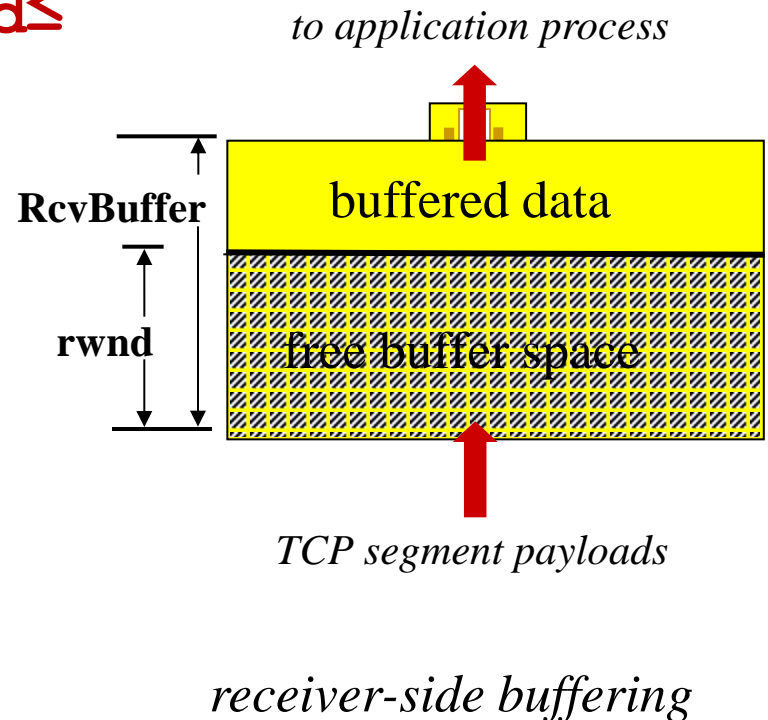 d≤
to application process
buffered data
RcvBuffer
rwnd
free buffer space
TCP segment payloads
receiver-side buffering